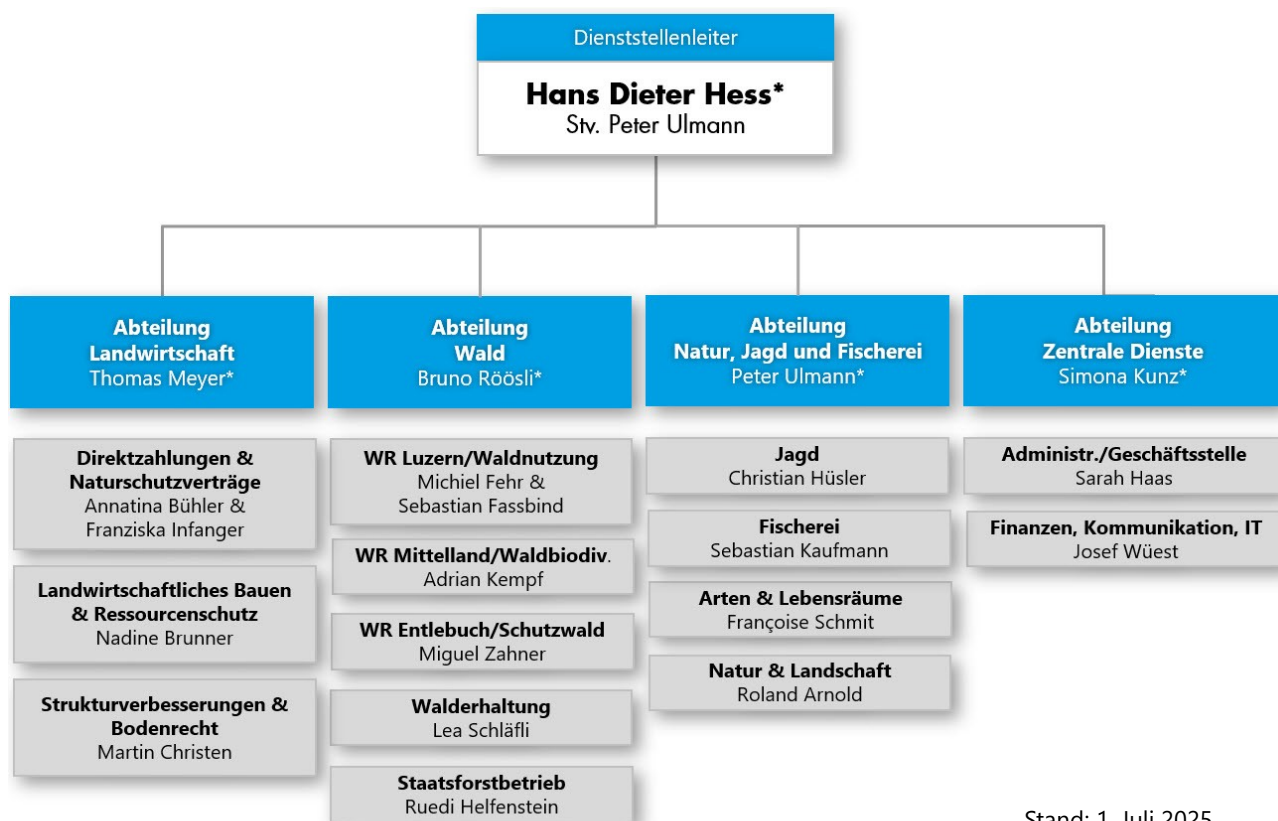 Dienststellenleiter
Hans Dieter Hess*
Stv. Peter Ulmann
Abteilung
Landwirtschaft
Thomas Meyer*
Direktzahlungen &
Naturschutzverträge
Annatina Bühler &
Franziska Infanger
Landwirtschaftliches Bauen
& Ressourcenschutz
Nadine Brunner
Strukturverbesserungen &
Bodenrecht
Martin Christen
Abteilung
Wald
Bruno Röösli*
WR Luzern/Waldnutzung
Michiel Fehr &
Sebastian Fassbind
WR Mittelland/Waldbiodiv.
Adrian Kempf
WR Entlebuch/Schutzwald
Miguel Zahner
Walderhaltung
Lea Schläfli
Staatsforstbetrieb
Ruedi Helfenstein
Abteilung
Natur, Jagd und Fischerei
Peter Ulmann*
Jagd
Christian Hüsler
Fischerei
Sebastian Kaufmann
Arten & Lebensräume
Françoise Schmit
Natur & Landschaft
Roland Arnold
Abteilung
Zentrale Dienste
Simona Kunz*
Administr./Geschäftsstelle
Sarah Haas
Finanzen, Kommunikation, IT
Josef Wüest
Stand: 1. Juli 2025